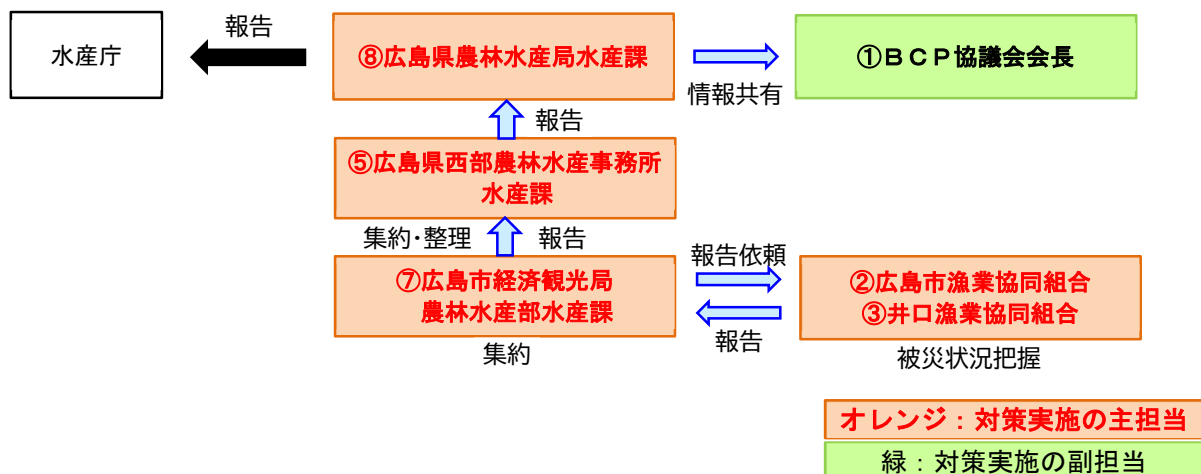 報告
水産庁
⑧広島県農林水産局水産課
①ＢＣＰ協議会会長
情報共有
報告
⑤広島県西部農林水産事務所
水産課
集約･整理
報告
報告依頼
⑦広島市経済観光局
農林水産部水産課
②広島市漁業協同組合
③井口漁業協同組合
報告
集約
被災状況把握
オレンジ：対策実施の主担当
緑：対策実施の副担当